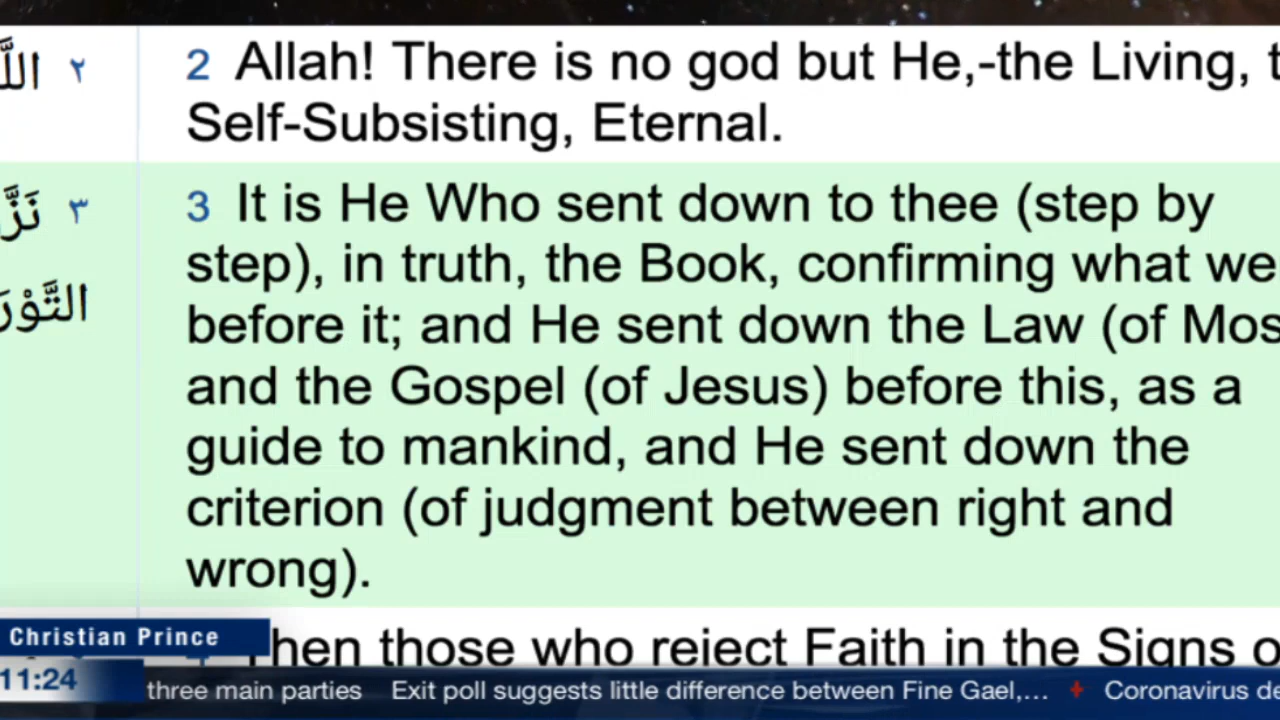 2 Allah! There is no god but He,-the Living,
Self-Subsisting, Eternal.
٢
3 It is He Who sent down to thee (step by
step), in truth, the Book, confirming what
before it; and He sent down the Law (of
and the Gospel (of Jesus) before this, as a
guide to mankind, and He sent down the
criterion (of judgment between right and
wrong).
٣
those who reject Faith in the Signs
Christian Prince
11:24
three main parties Exit poll suggests little difference between Fine Gael,... Coronavirus